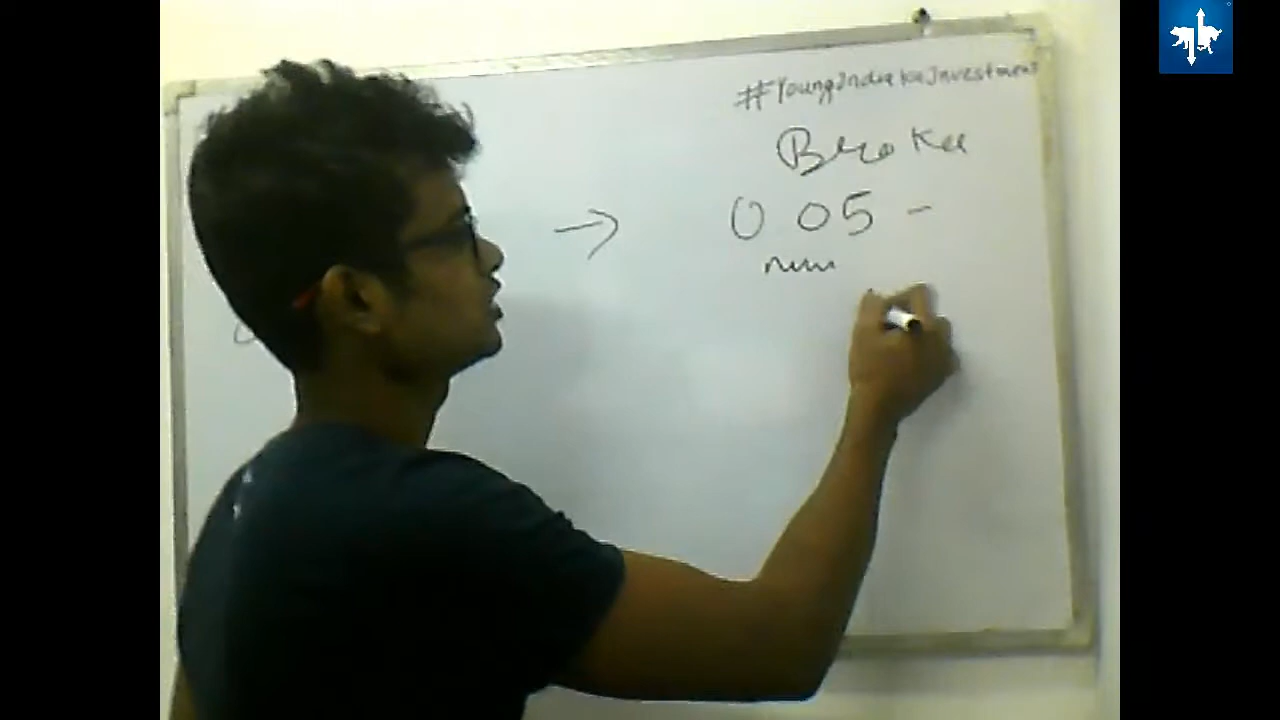 #YoungIndiakaInvestment
Broker
→ 0 05 -